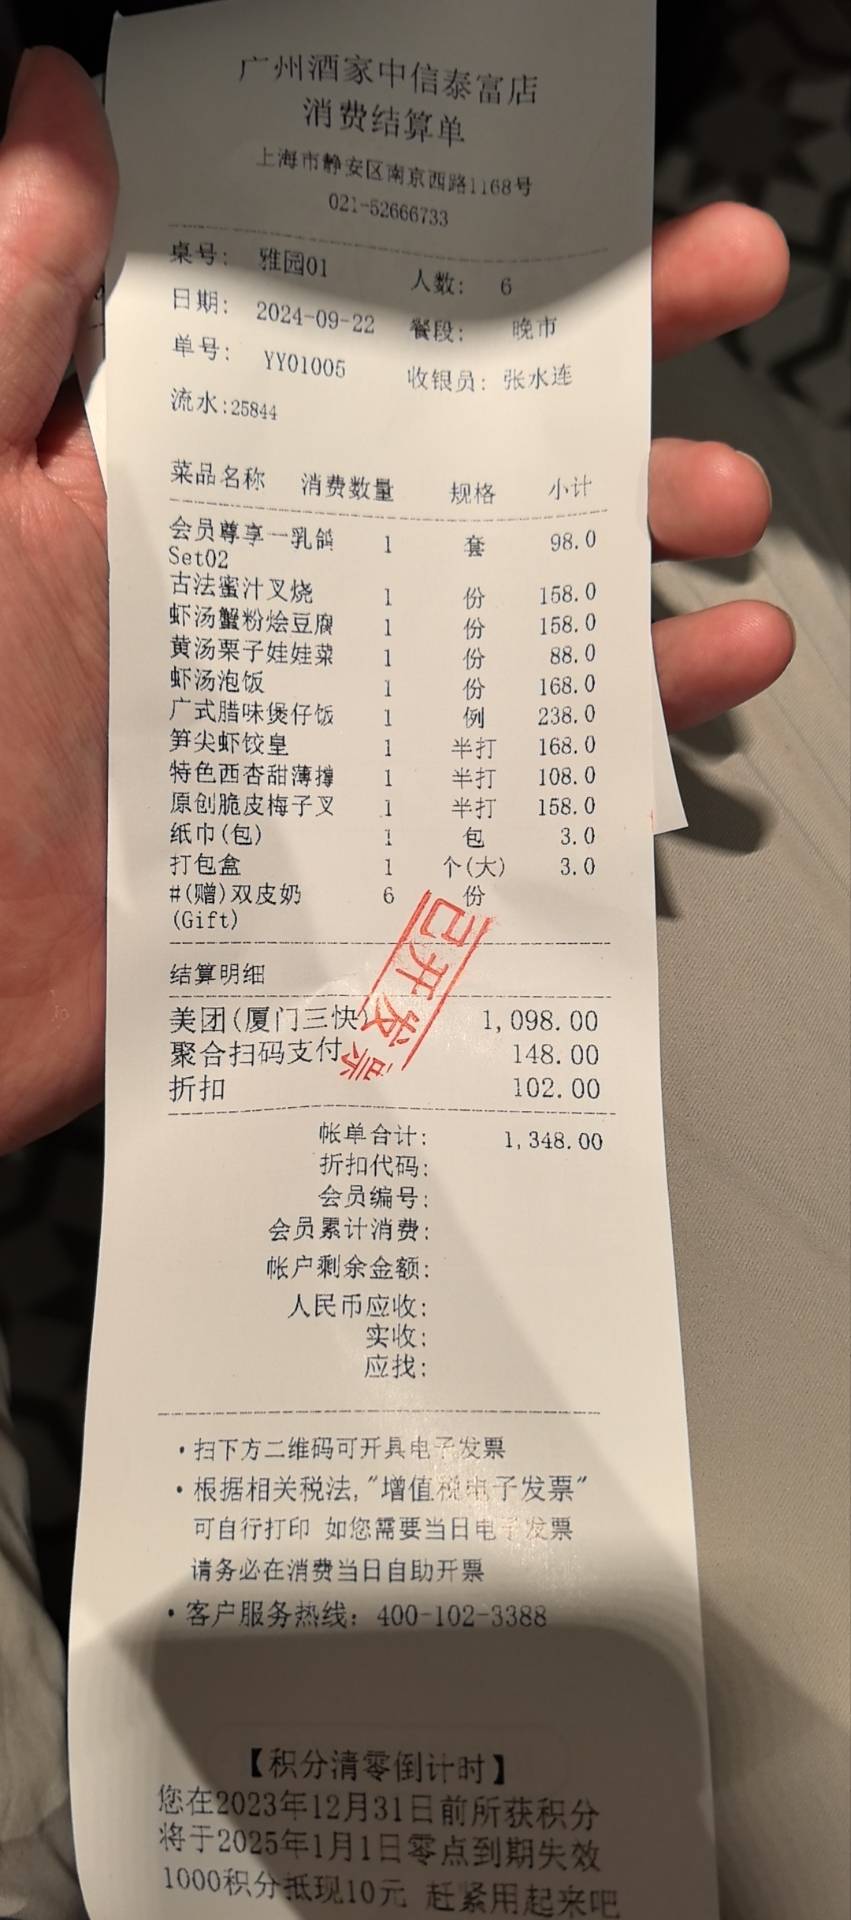 广州酒家中信泰富店
消费结算单
上海市静安区南京西路1168号
021-52666733
桌号: 雅园01 人数: 6
日期: 2024-09-22 餐段: 晚市
单号: YY01005 收银员: 张水连
流水:25844
菜品名称 消费数量 规格 小计
会员尊享一乳鸽 1 套 98.0
Set02
古法蜜汁叉烧 1 份 158.0
虾汤蟹粉烩豆腐 1 份 158.0
黄汤栗子娃娃菜 1 份 88.0
虾汤泡饭 1 份 168.0
广式腊味煲仔饭 1 例 238.0
笋尖虾饺皇 1 半打 168.0
特色西杏甜薄撑 1 半打 108.0
原创脆皮梅子叉 1 半打 158.0
纸巾(包) 1 包 3.0
打包盒 1 个(大) 3.0
#(赠)双皮奶 6 份
(Gift)
已开发票
结算明细
美团(厦门三快) 1,098.00
聚合扫码支付 148.00
折扣 102.00
帐单合计: 1,348.00
折扣代码:
会员编号:
会员累计消费:
帐户剩余金额:
人民币应收:
实收:
应找:
·扫下方二维码可开具电子发票
·根据相关税法,"增值税电子发票"
可自行打印 如您需要当日电子发票
请务必在消费当日自助开票
·客户服务热线: 400-102-3388
【积分清零倒计时】
您在2023年12月31日前所获积分
将于2025年1月1日零点到期失效
1000积分抵现10元 赶紧用起来吧